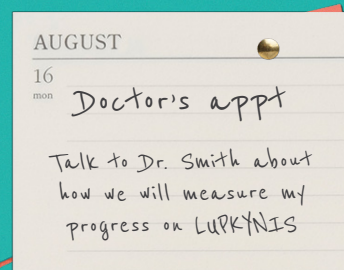 AUGUST
16
mon
Doctor's appt
Talk to Dr. Smith about
how we will measure my
progress on LUPKYNIS